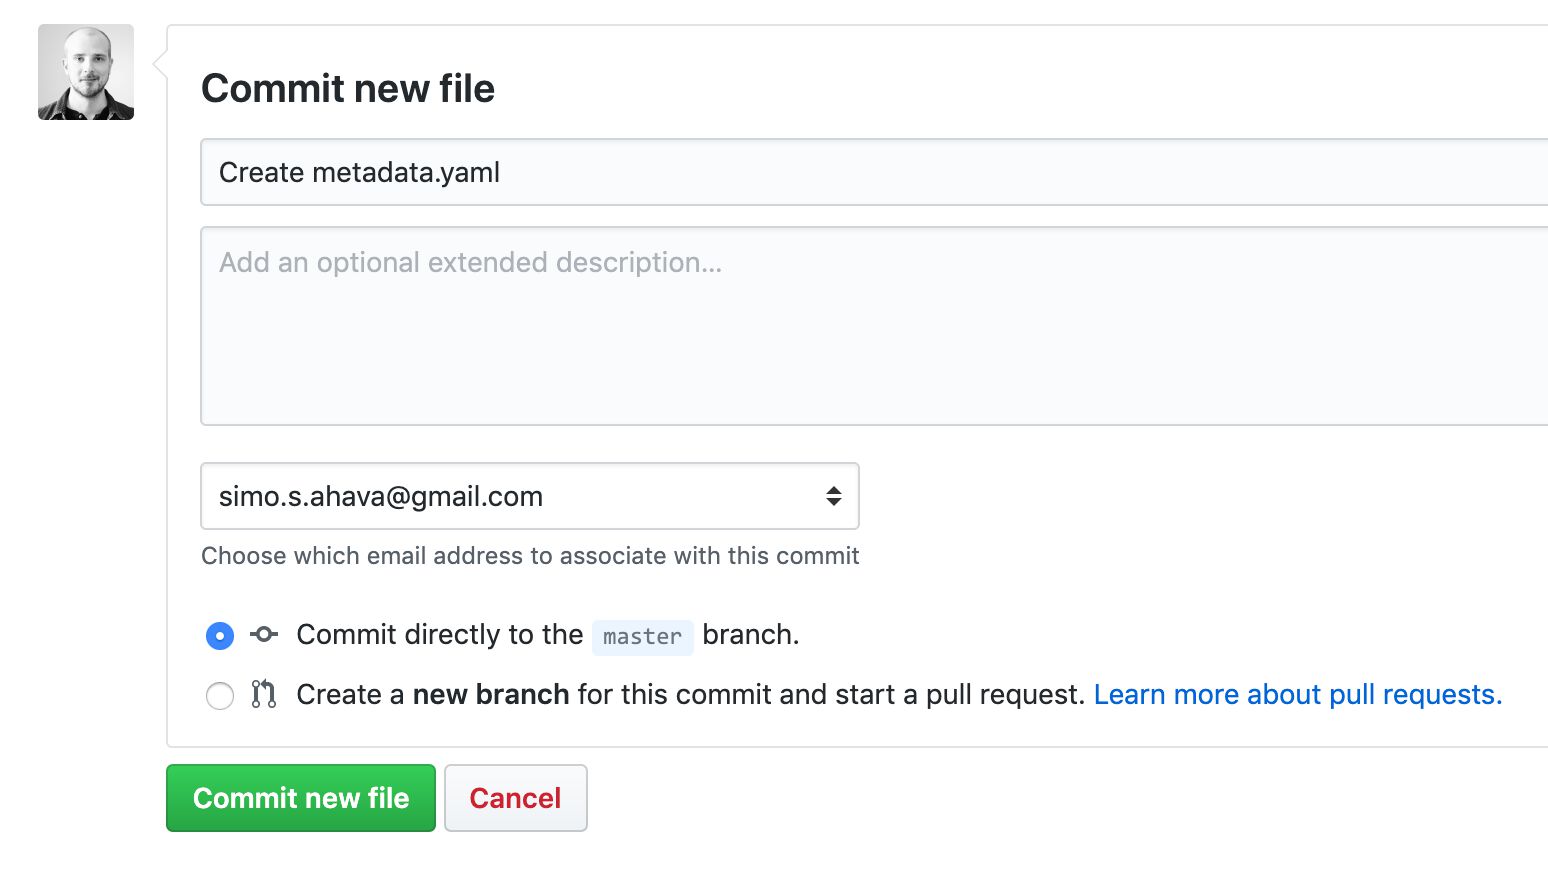 Commit new file
Create metadata.yaml
Add an optional extended description...
simo.s.ahava@gmail.com
Choose which email address to associate with this commit
Commit directly to the master branch.
Create a new branch for this commit and start a pull request. Learn more about pull requests.
Commit new file Cancel